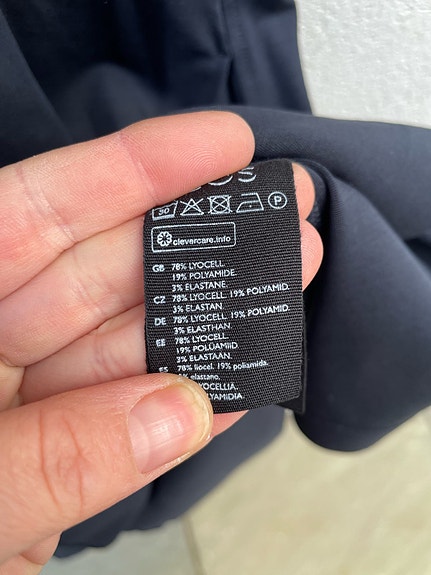 OS
30 P
clevercare.info
GB 78% LYOCELL.
19% POLYAMIDE.
3% ELASTANE.
CZ 78% LYOCELL. 19% POLYAMID.
3% ELASTAN.
DE 78% LYOCELL. 19% POLYAMID.
3% ELASTHAN
EE 78% LYOCELL.
19% POLÜAMIID
3% ELASTAAN.
ES 78% liocel. 19% poliamida.
elastano.
LYOCELLIA.